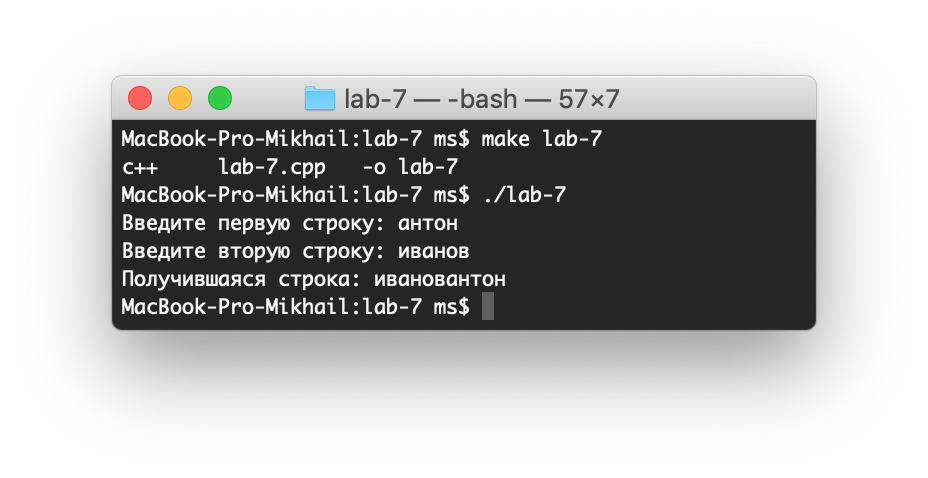 lab-7 — -bash — 57×7
MacBook-Pro-Mikhail:lab-7 ms$ make lab-7
c++     lab-7.cpp   -o lab-7
MacBook-Pro-Mikhail:lab-7 ms$ ./lab-7
Введите первую строку: антон
Введите вторую строку: иванов
Получившаяся строка: ивановантон
MacBook-Pro-Mikhail:lab-7 ms$